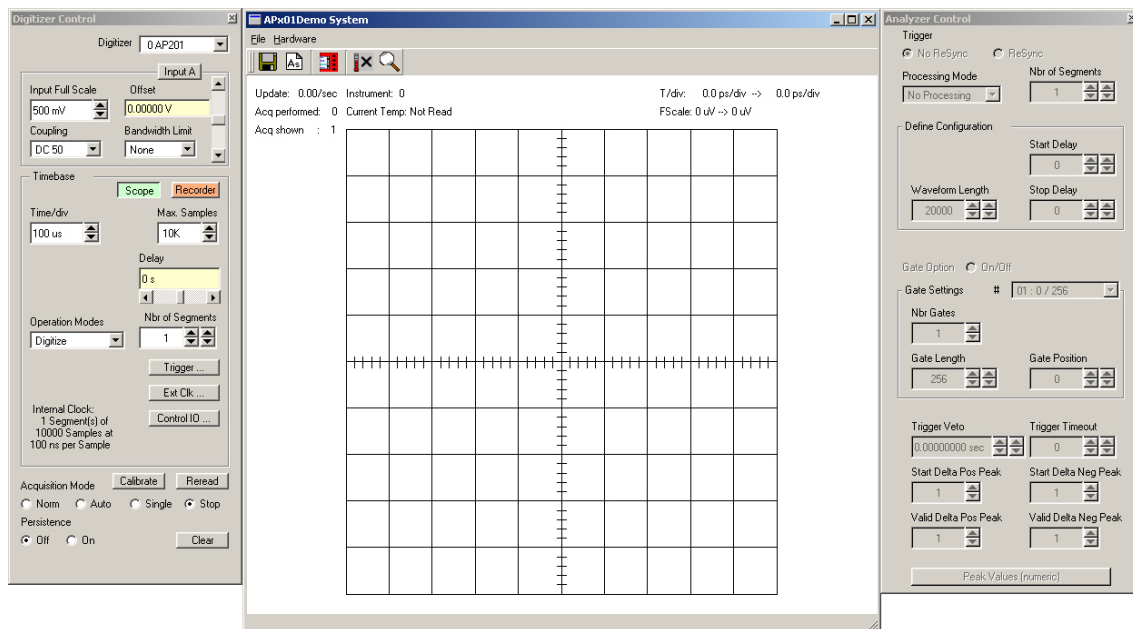 Digitizer Control
Digitizer 0 AP201
Input A
Input Full Scale Offset
500 mV 0.00000 V
Coupling Bandwidth Limit
DC 50 None
Timebase
Scope Recorder
Time/div Max. Samples
100 us 10K
Delay
0 s
Operation Modes Nbr of Segments
Digitize 1
Trigger ...
Ext Clk ...
Internal Clock:
1 Segment(s) of
10000 Samples at
100 ns per Sample
Control IO ...
Acquisition Mode Calibrate Reread
Norm Auto Single Stop
Persistence
Off On Clear
APx01Demo System
File Hardware
As
Update: 0.00/sec Instrument: 0 T/div: 0.0 ps/div --> 0.0 ps/div
Acq performed: 0 Current Temp: Not Read FScale: 0 uV --> 0 uV
Acq shown : 1
Analyzer Control
Trigger
No ReSync ReSync
Processing Mode Nbr of Segments
No Processing 1
Define Configuration
Start Delay
0
Waveform Length Stop Delay
20000 0
Gate Option On/Off
Gate Settings # 01 : 0 / 256
Nbr Gates
1
Gate Length Gate Position
256 0
Trigger Veto Trigger Timeout
0.00000000 sec 0
Start Delta Pos Peak Start Delta Neg Peak
1 1
Valid Delta Pos Peak Valid Delta Neg Peak
1 1
Peak Values (numeric)